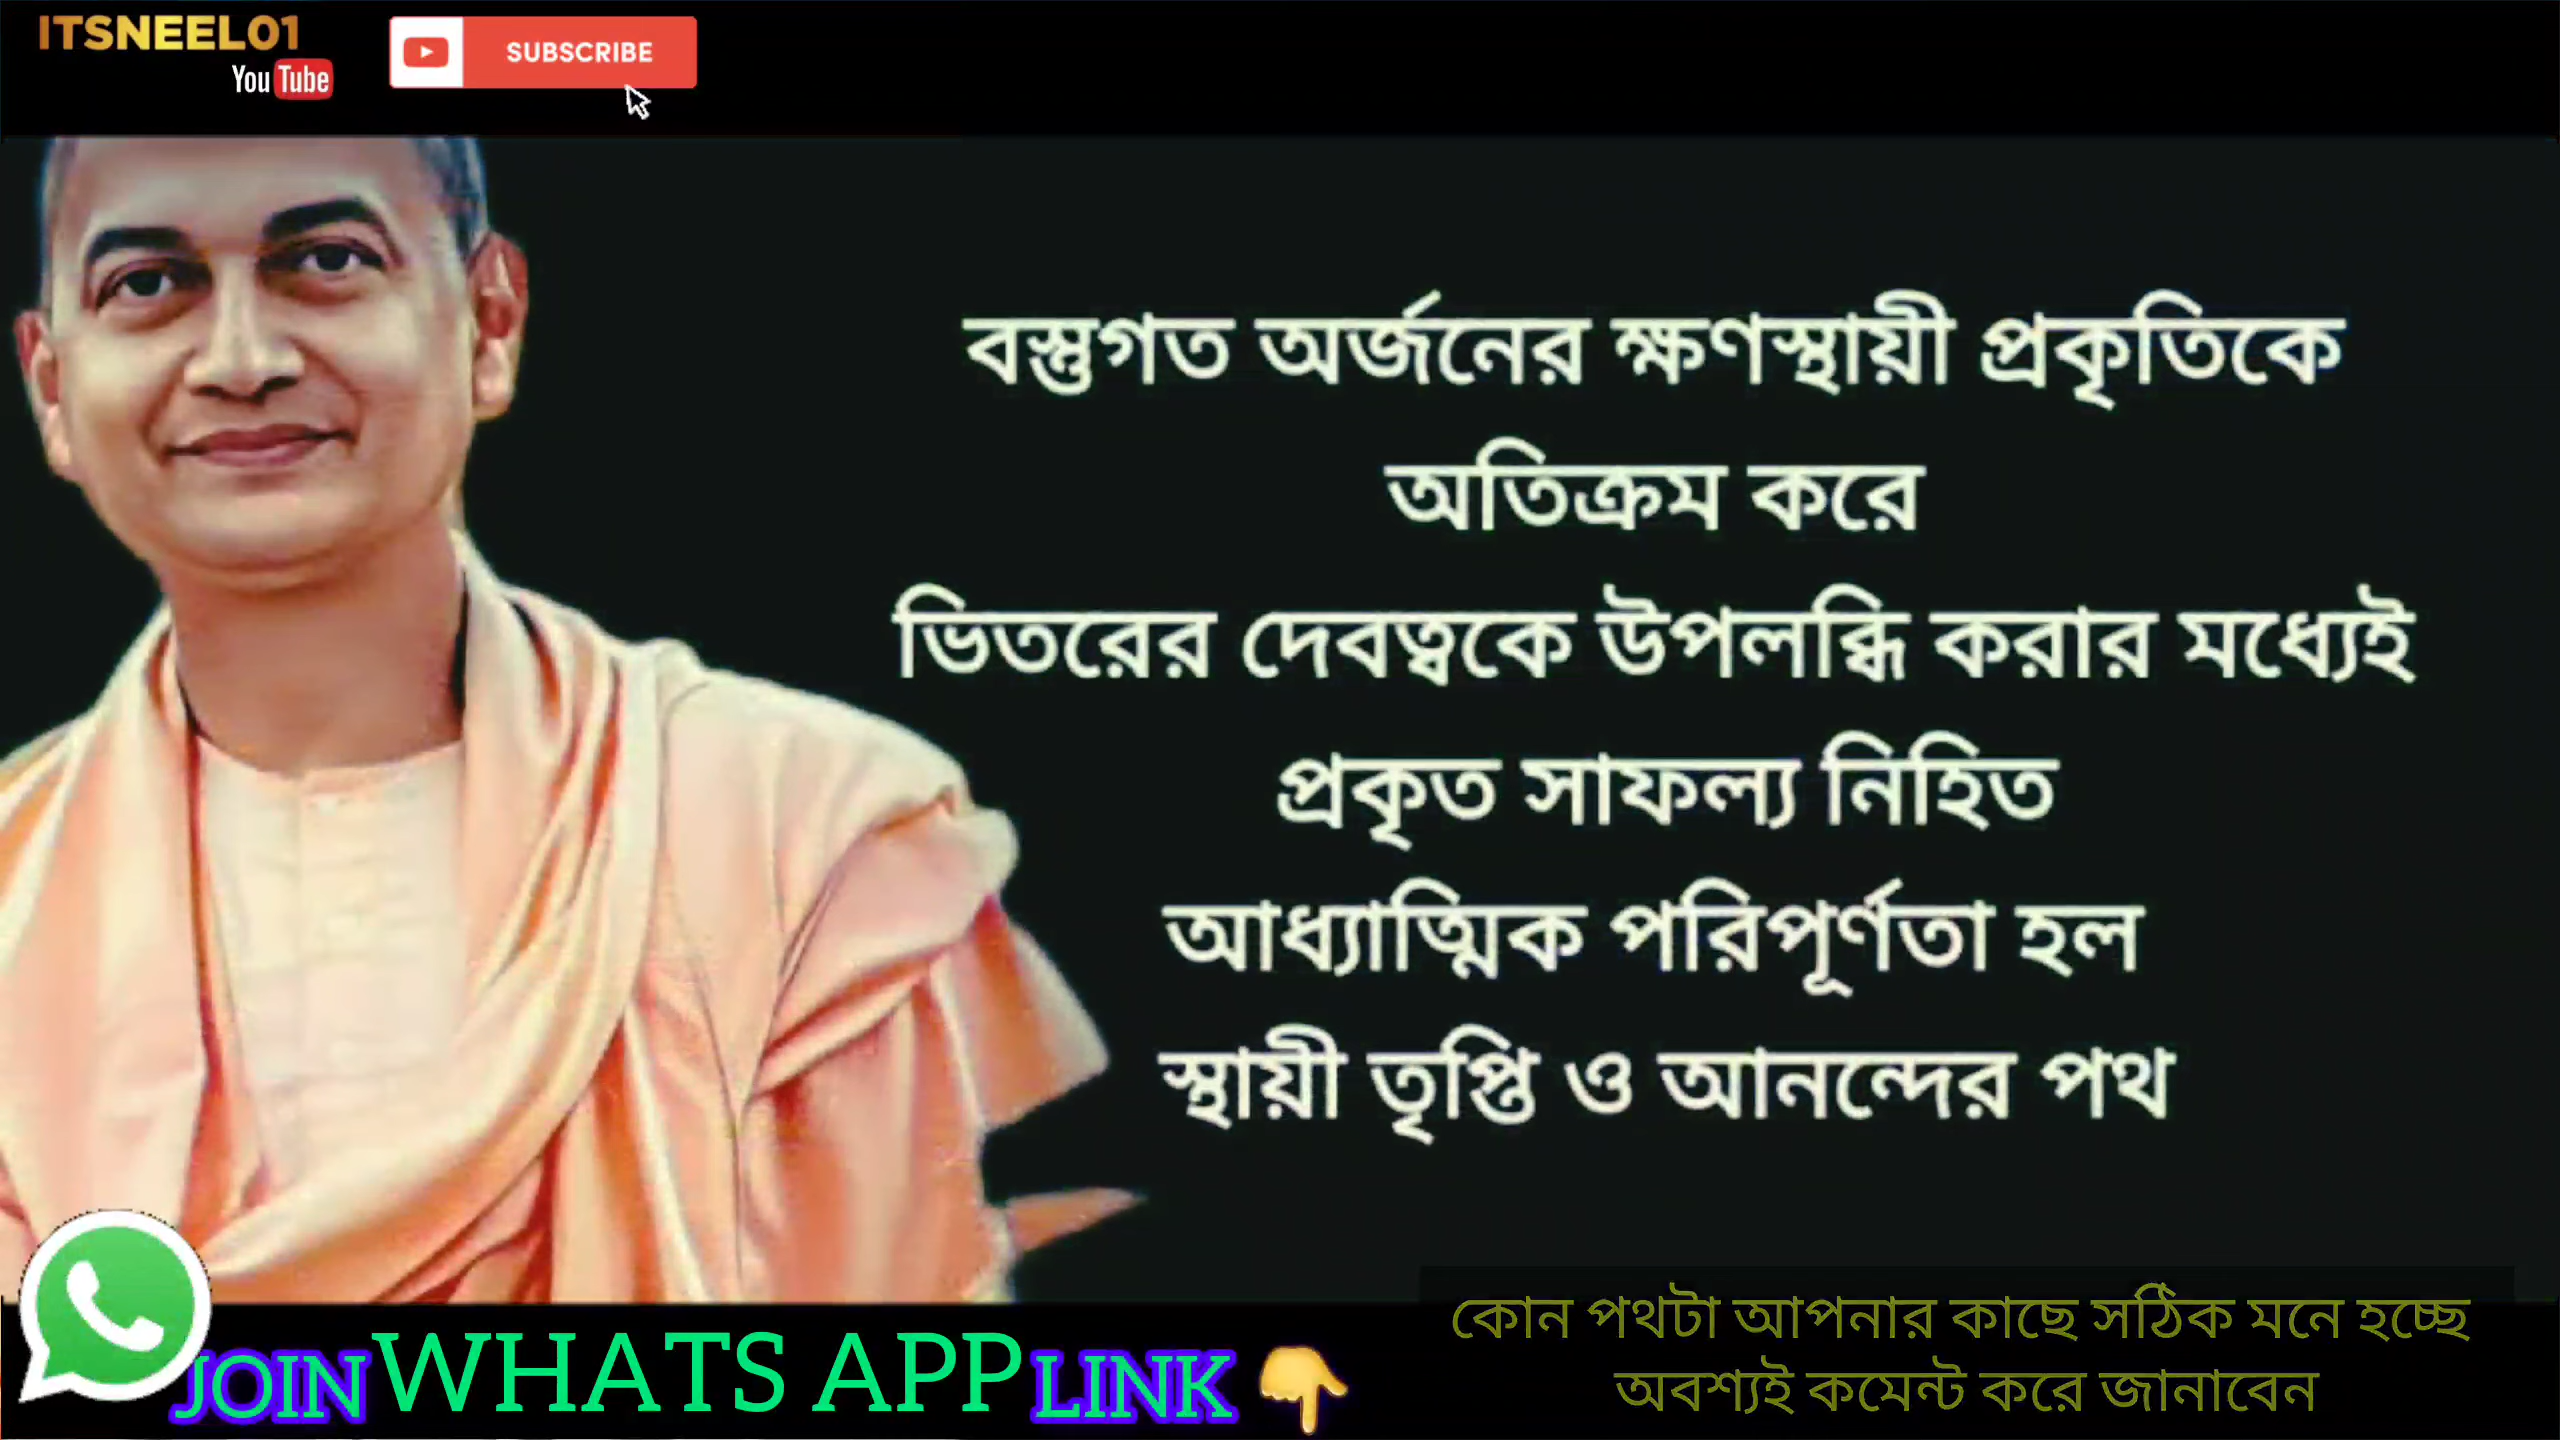 ITSNEEL01
YouTube
SUBSCRIBE
বস্তুগত অর্জনের ক্ষণস্থায়ী প্রকৃতিকে
অতিক্রম করে
ভিতরের দেবত্বকে উপলব্ধি করার মধ্যেই
প্রকৃত সাফল্য নিহিত
আধ্যাত্মিক পরিপূর্ণতা হল
স্থায়ী তৃপ্তি ও আনন্দের পথ
JOIN WHATS APP LINK 👇
কোন পথটা আপনার কাছে সঠিক মনে হচ্ছে
অবশ্যই কমেন্ট করে জানাবেন